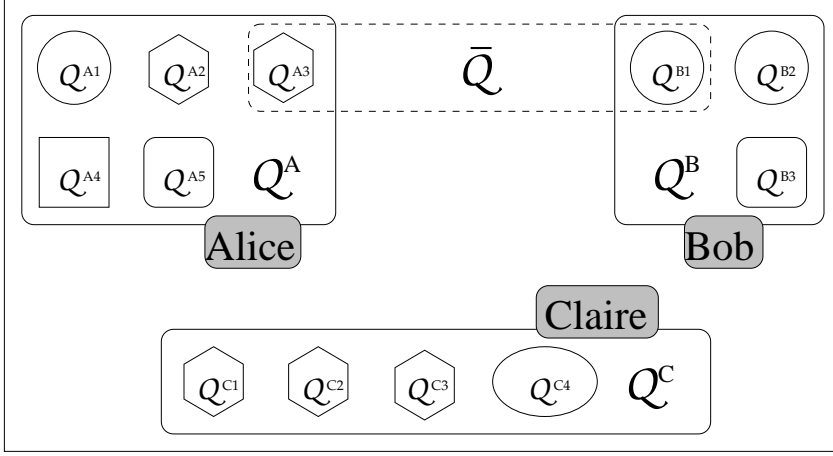 Q^A1 Q^A2 Q^A3 Q̄ Q^B1 Q^B2
Q^A4 Q^A5 Q^A Q^B Q^B3
Alice Bob
Claire
Q^C1 Q^C2 Q^C3 Q^C4 Q^C